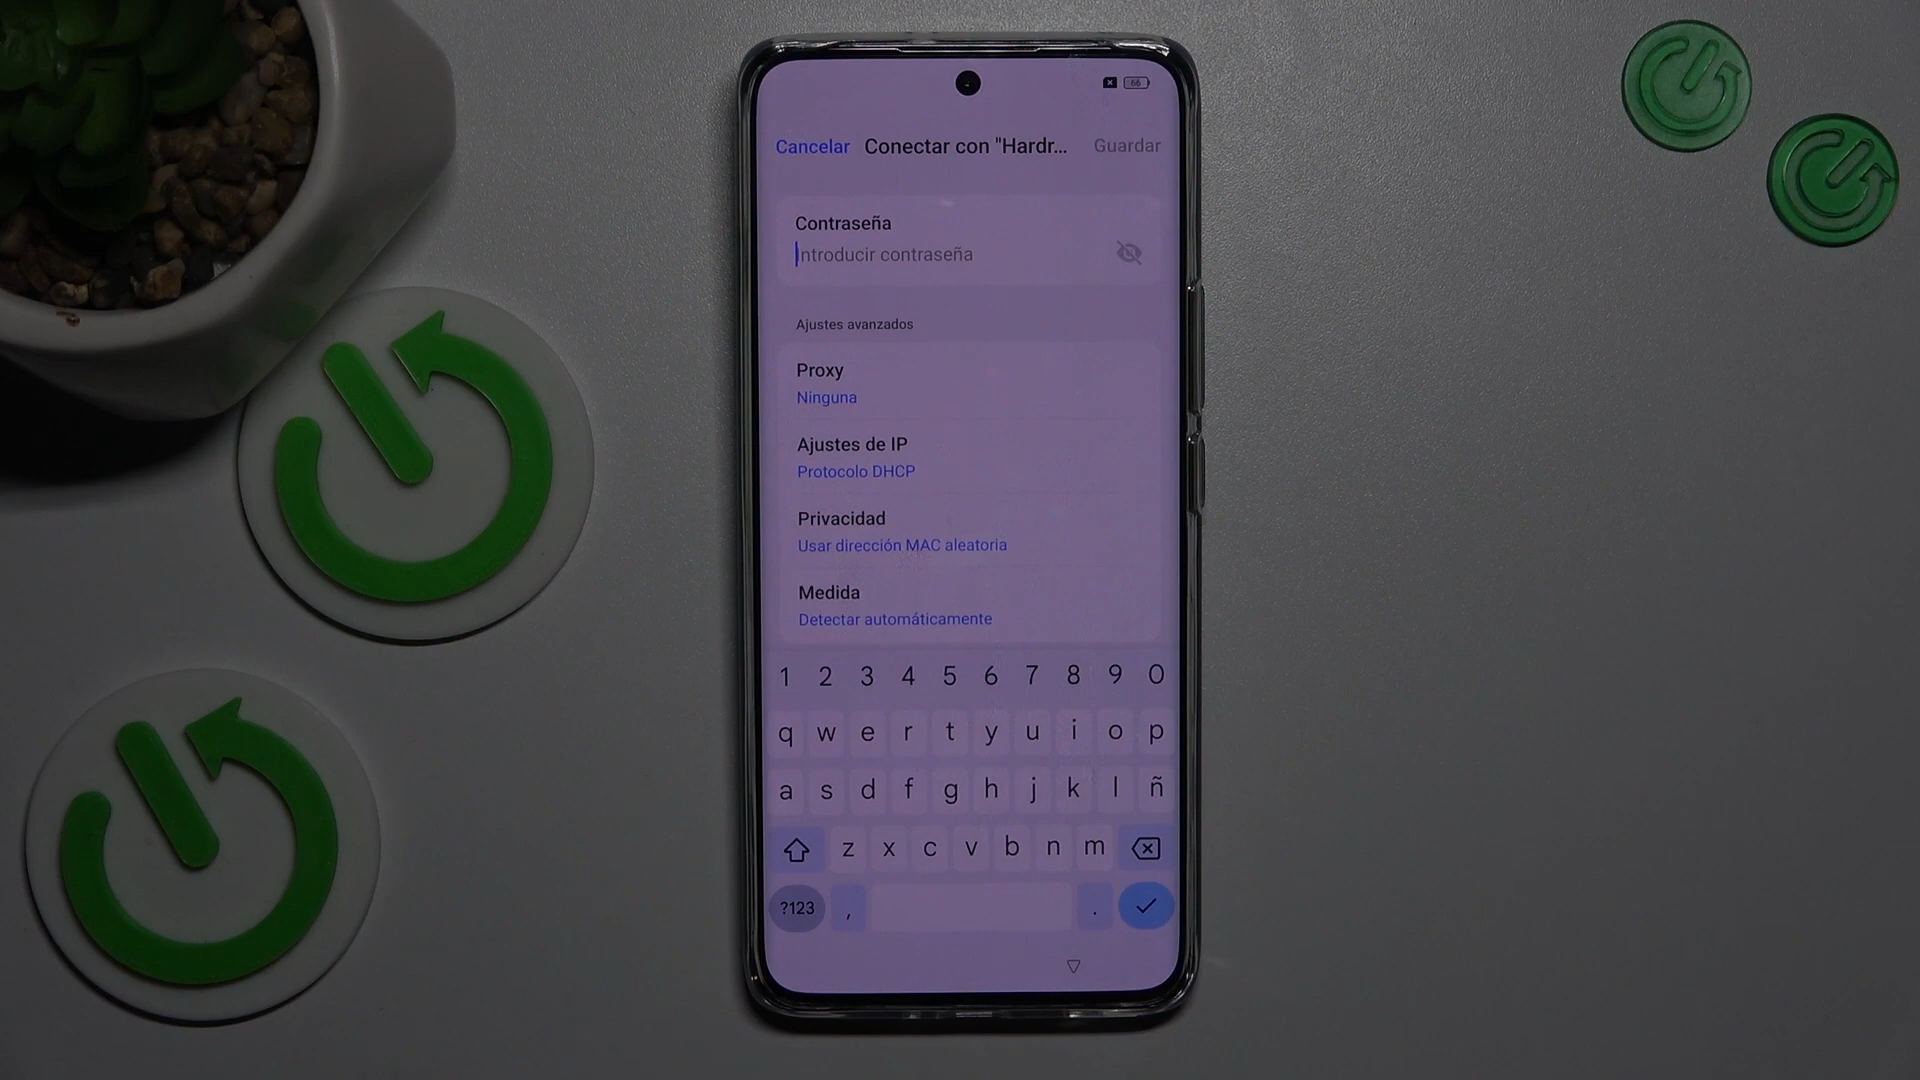 66
Cancelar Conectar con "Hardr... Guardar
Contraseña
Introducir contraseña
Ajustes avanzados
Proxy
Ninguna
Ajustes de IP
Protocolo DHCP
Privacidad
Usar dirección MAC aleatoria
Medida
Detectar automáticamente
1 2 3 4 5 6 7 8 9 0
q w e r t y u i o p
a s d f g h j k l ñ
z x c v b n m
?123 , .